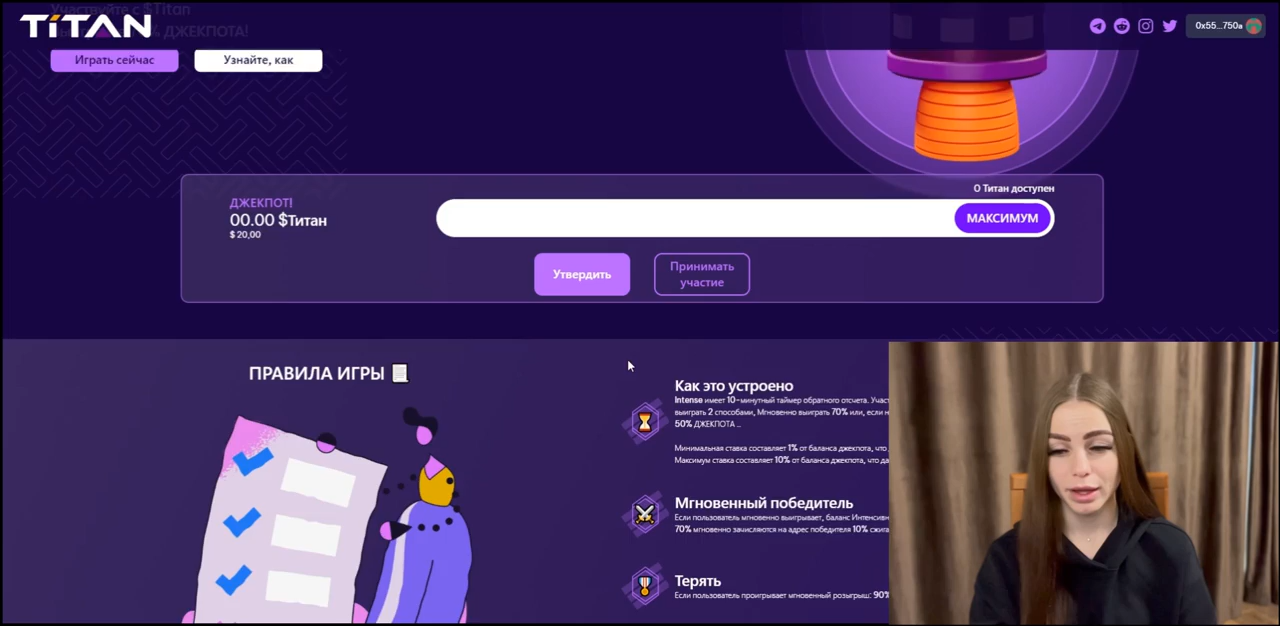 Участвуйте с $Titan
TiTAN
ДЖЕКПОТА!
0x55...750a
Играть сейчас
Узнайте, как
0 Титан доступен
ДЖЕКПОТ!
00.00 $Титан
$ 20,00
МАКСИМУМ
Утвердить
Принимать
участие
ПРАВИЛА ИГРЫ
Как это устроено
Intense имеет 10-минутный таймер обратного отсчета.
выиграть 2 способами, Мгновенно выиграть 70% или, если
50% ДЖЕКПОТА ..
Минимальная ставка составляет 1% от баланса джекпота, что
Максимум ставка составляет 10% от баланса джекпота, что
Мгновенный победитель
Если пользователь мгновенно выигрывает, баланс
70% мгновенно зачисляются на адрес победителя 10%
Терять
Если пользователь проигрывает мгновенный розыгрыш: 90%